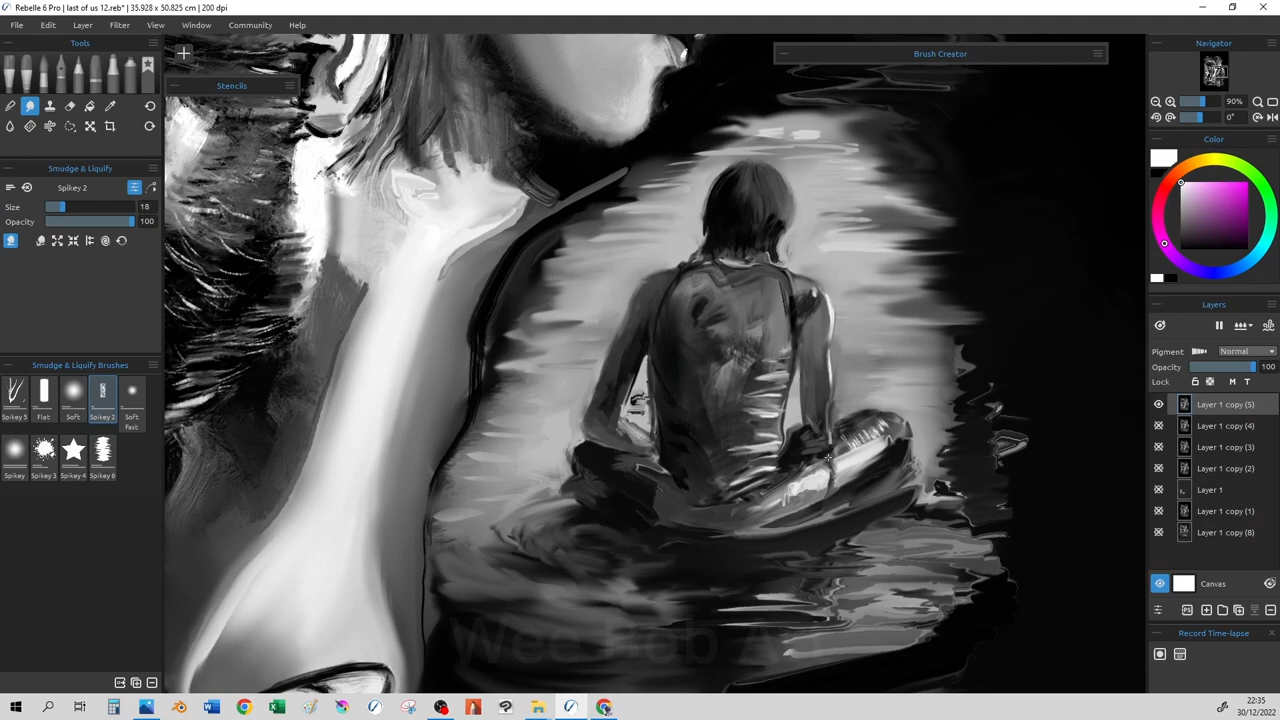 Rebelle 6 Pro | last of us 12.reb* | 35.928 x 50.825 cm | 200 dpi
File Edit Layer Filter View Window Community Help
Tools
Stencils
Brush Creator
Navigator
90%
0°
Smudge & Liquify
Spikey 2
Size 18
Opacity 100
Color
Smudge & Liquify Brushes
Spikey 5 Flat Soft Spikey 2 Soft Fast
Spikey Spikey 3 Spikey 4 Spikey 6
Layers
Pigment Normal
Opacity 100
Lock M T
Layer 1 copy (5)
Layer 1 copy (4)
Layer 1 copy (3)
Layer 1 copy (2)
Layer 1
Layer 1 copy (1)
Layer 1 copy (8)
Canvas
PS
Record Time-lapse
22:35
30/12/2022